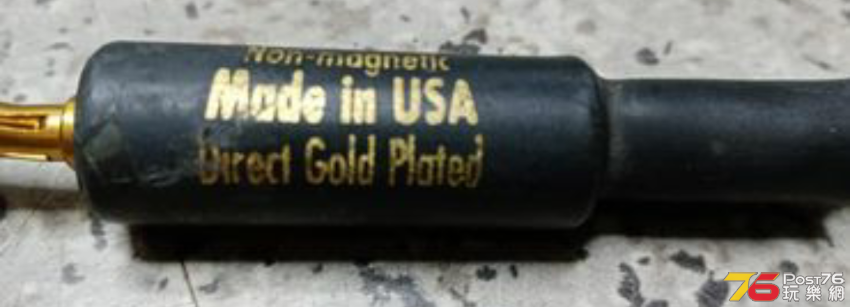 Non-magnetic
Made in USA
Direct Gold Plated
76 Post76
玩樂網